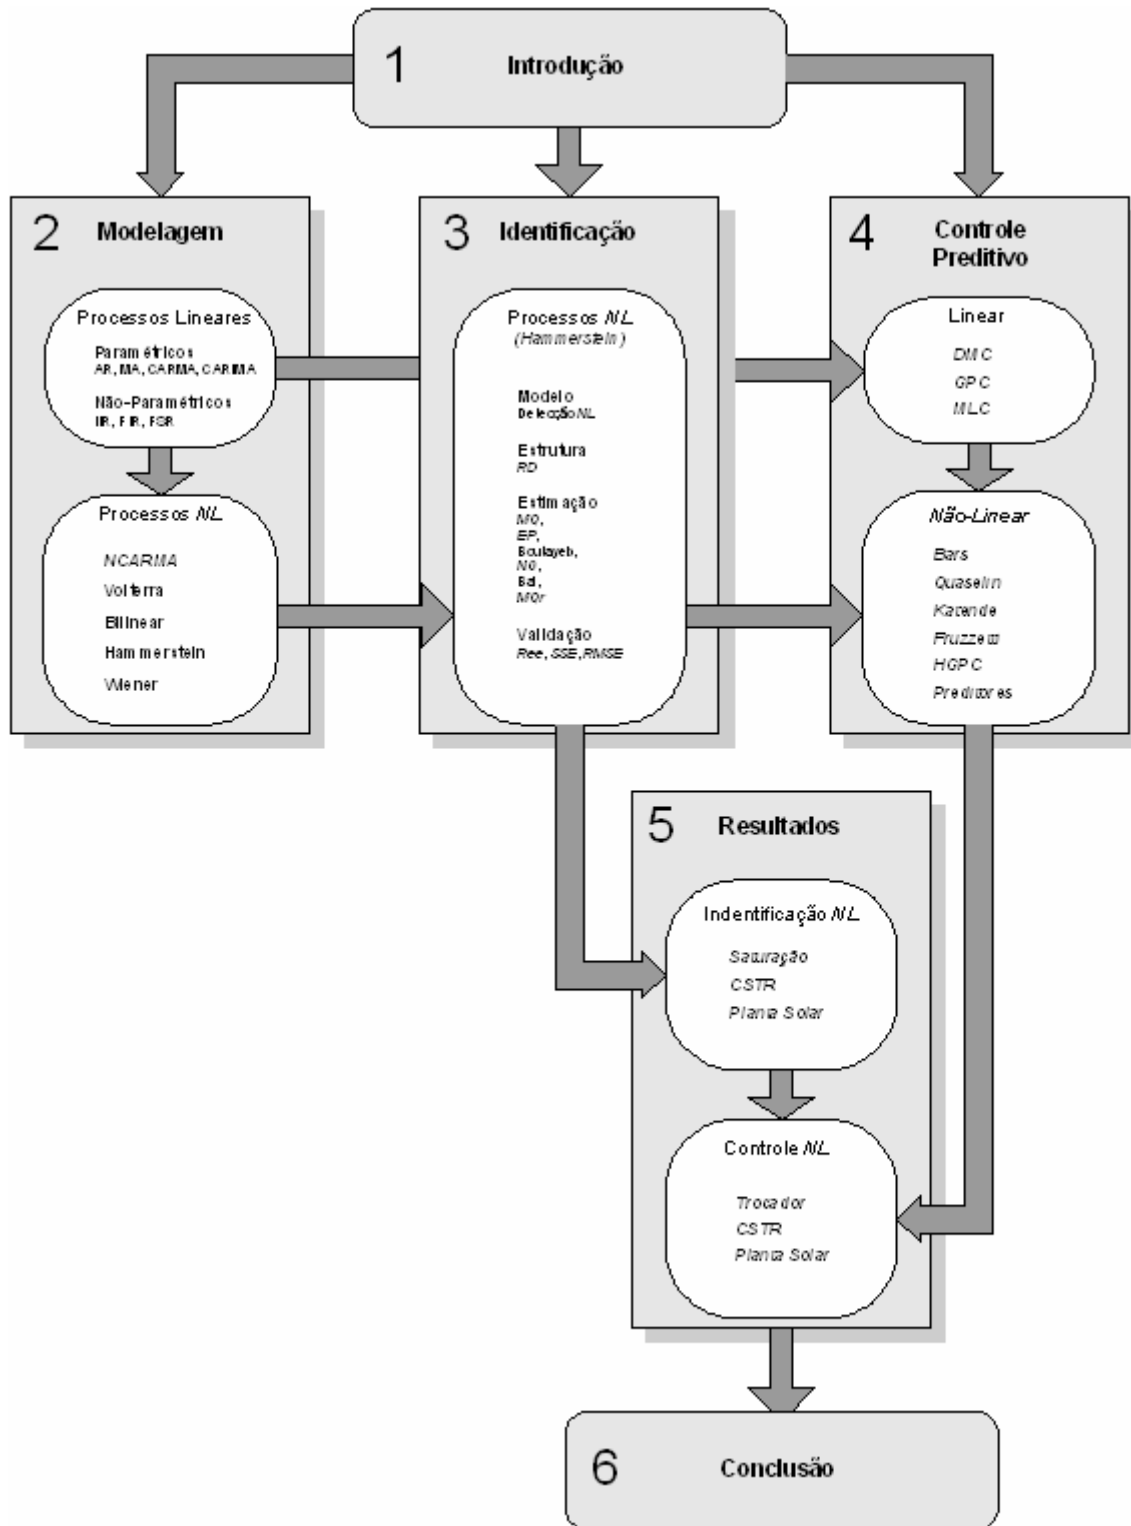 1
Introdução
2
Modelagem
Processos Lineares
Paramétricos
AR, MA, CARMA, CARIMA
Não-Paramétricos
IIR, FIR, FSR
Processos NL
NCARMA
Volterra
Bilinear
Hammerstein
Wiener
3
Identificação
Processos NL
(Hammerstein)
Modelo
Detecção NL
Estrutura
RD
Estimação
MQ,
EP,
Boutayeb,
NG,
Bai,
MQr
Validação
Ree, SSE, RMSE
4
Controle
Preditivo
Linear
DMC
GPC
MLC
Não-Linear
Bars
Quaselin
Katende
Fruzzetti
HGPC
Preditores
5
Resultados
Indentificação NL
Saturação
CSTR
Planta Solar
Controle NL
Trocador
CSTR
Planta Solar
6
Conclusão